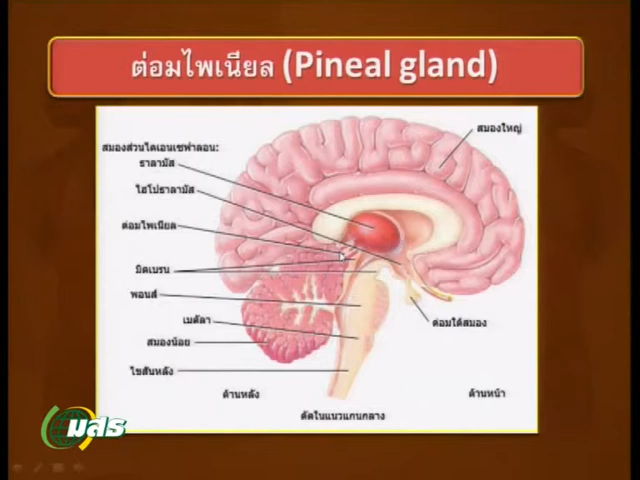 ต่อมไพเนียล (Pineal gland)
สมองใหญ่
สมองส่วนไดเอนเซฟาลอน:
ธาลามัส
ไฮโปธาลามัส
ต่อมไพเนียล
มิดเบรน
พอนส์
เมดัลา
ต่อมใต้สมอง
สมองน้อย
ไขสันหลัง
ด้านหลัง
ด้านหน้า
ตัดในแนวแกนกลาง
มสธ